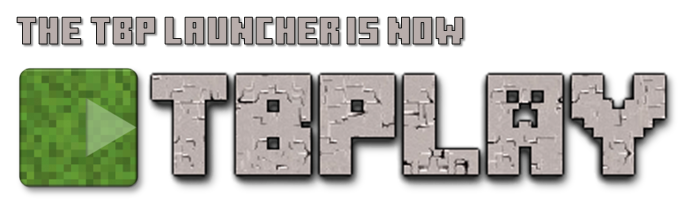 THE TBP LAUNCHER IS NOW
TBPLAY